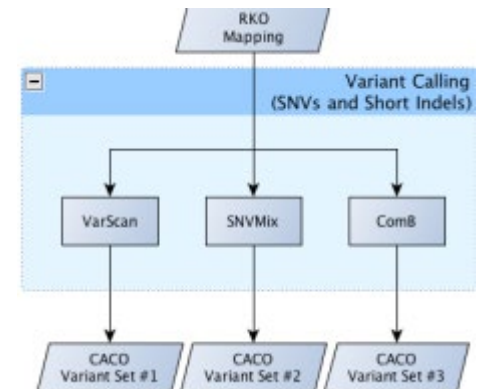 RKO
Mapping
Variant Calling
(SNVs and Short Indels)
VarScan
SNVMix
ComB
CACO
Variant Set #1
CACO
Variant Set #2
CACO
Variant Set #3